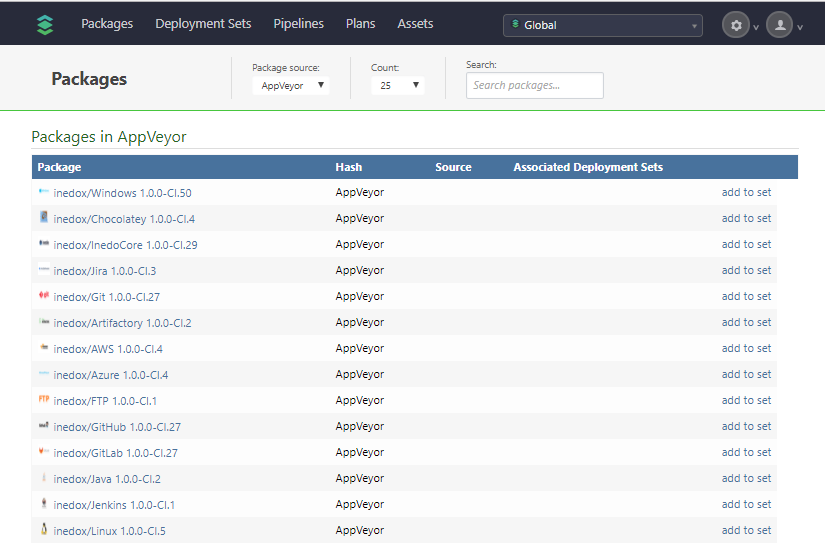 Packages Deployment Sets Pipelines Plans Assets Global
Packages
Package source:
AppVeyor
Count:
25
Search:
Search packages...
Packages in AppVeyor
Package Hash Source Associated Deployment Sets
inedox/Windows 1.0.0-CI.50 AppVeyor add to set
inedox/Chocolatey 1.0.0-CI.4 AppVeyor add to set
inedox/InedoCore 1.0.0-CI.29 AppVeyor add to set
inedox/Jira 1.0.0-CI.3 AppVeyor add to set
inedox/Git 1.0.0-CI.27 AppVeyor add to set
inedox/Artifactory 1.0.0-CI.2 AppVeyor add to set
inedox/AWS 1.0.0-CI.4 AppVeyor add to set
inedox/Azure 1.0.0-CI.4 AppVeyor add to set
FTP inedox/FTP 1.0.0-CI.1 AppVeyor add to set
inedox/GitHub 1.0.0-CI.27 AppVeyor add to set
inedox/GitLab 1.0.0-CI.27 AppVeyor add to set
inedox/Java 1.0.0-CI.2 AppVeyor add to set
inedox/Jenkins 1.0.0-CI.1 AppVeyor add to set
inedox/Linux 1.0.0-CI.5 AppVeyor add to set